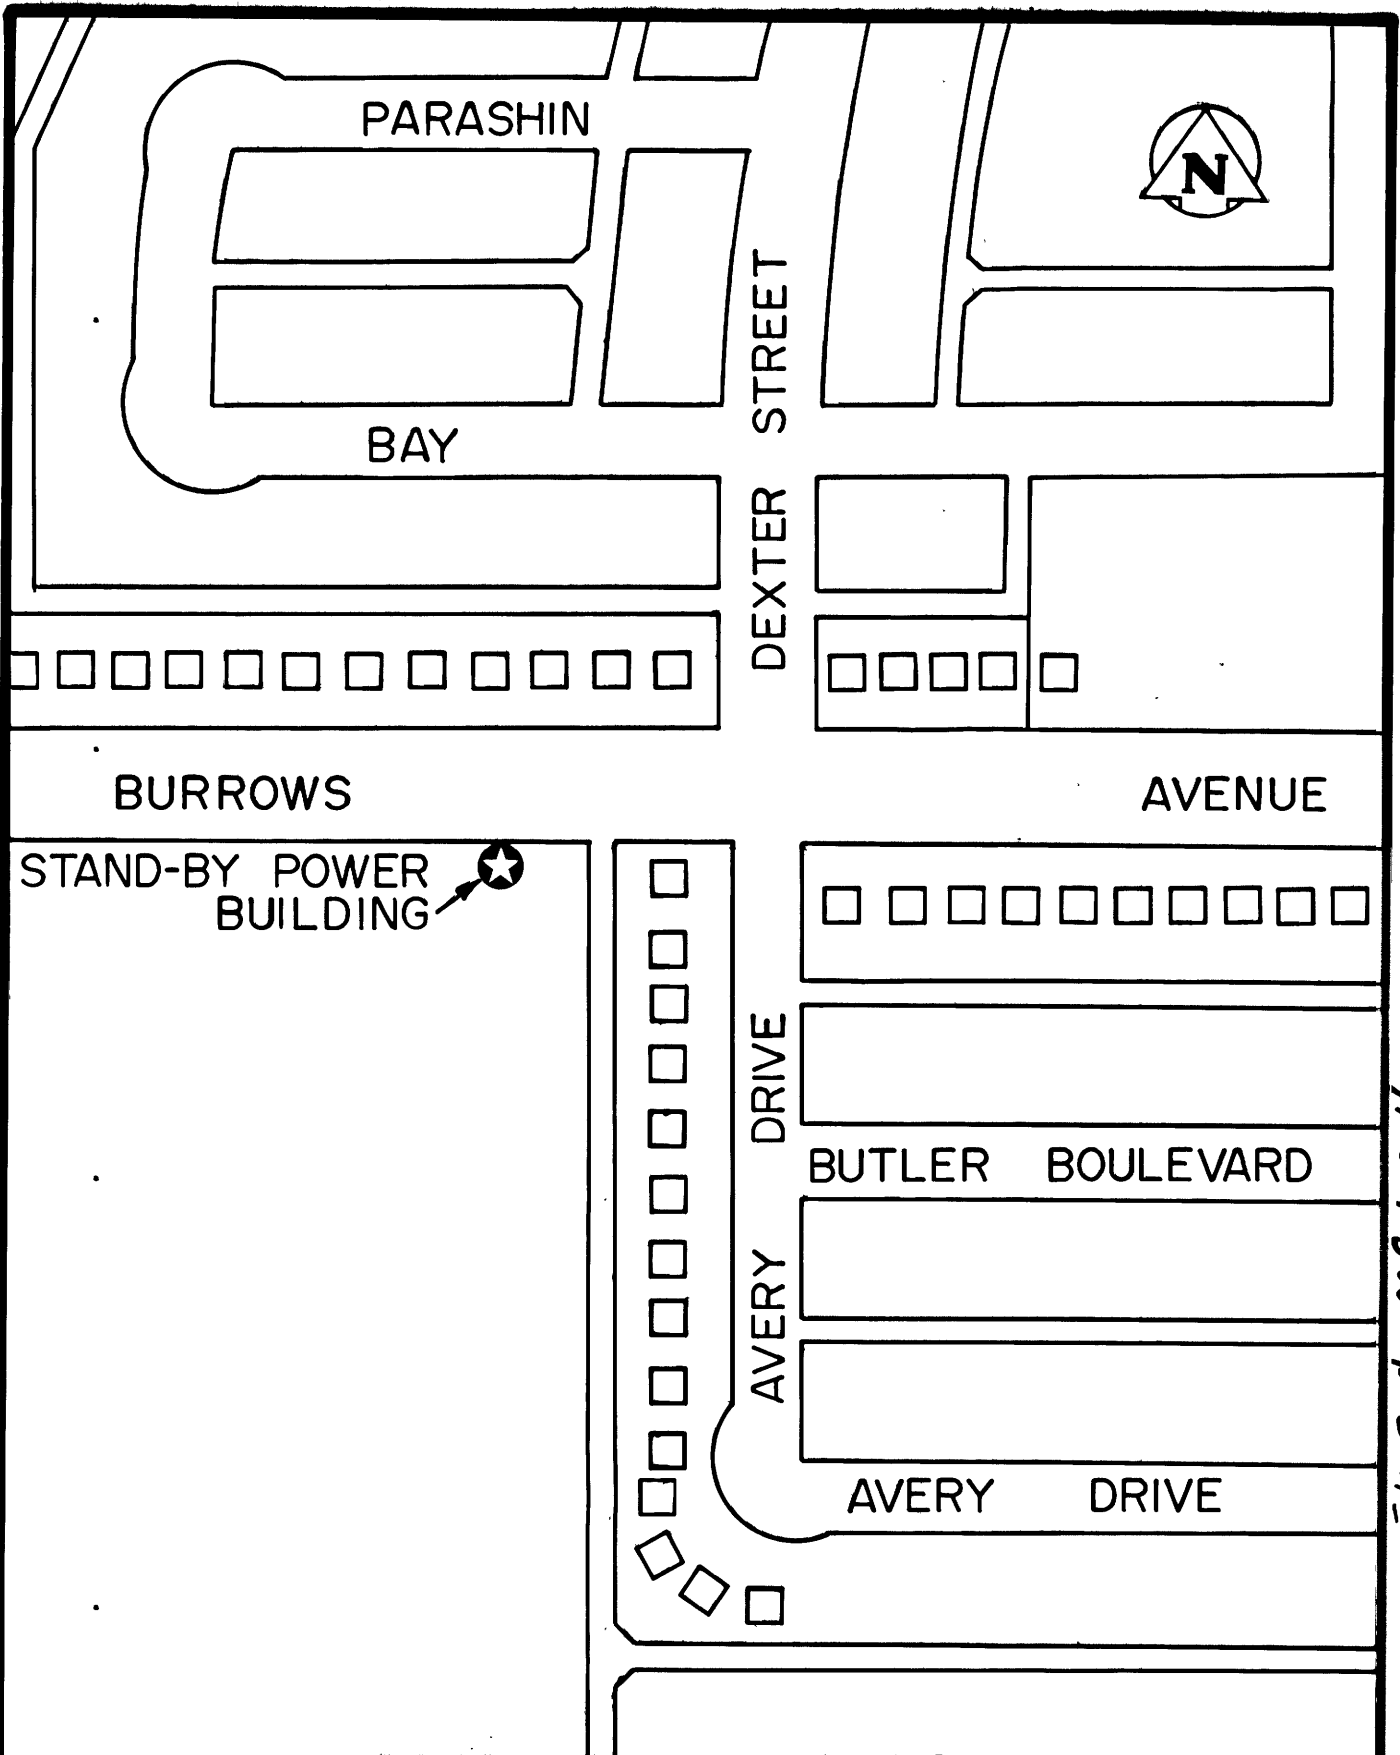 PARASHIN
N
STREET
BAY
DEXTER
BURROWS AVENUE
STAND-BY POWER
BUILDING
DRIVE
BUTLER BOULEVARD
AVERY
AVERY DRIVE